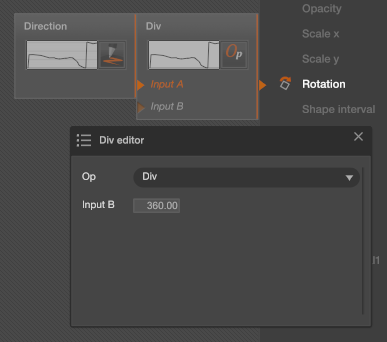 Direction
Div
Op
Input A
Input B
Opacity
Scale x
Scale y
Rotation
Shape interval
Div editor
Op
Div
Input B
360.00